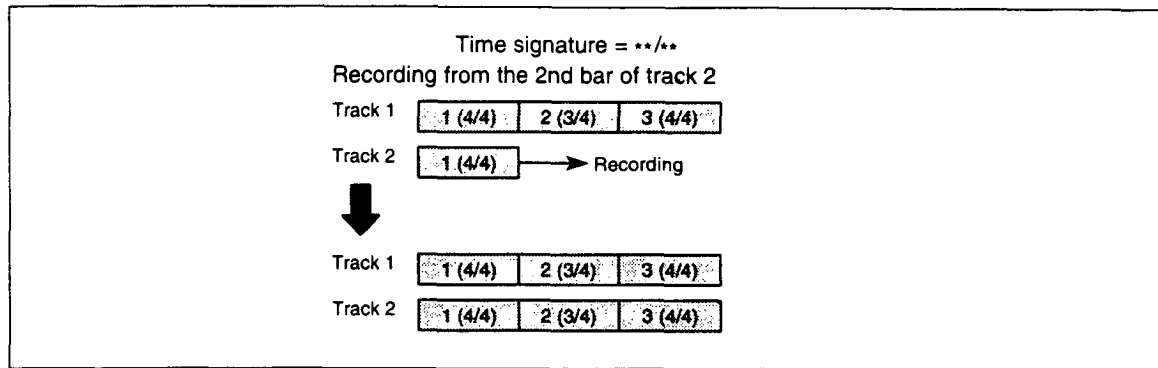 Time signature = **/**
Recording from the 2nd bar of track 2
Track 1 1 (4/4) 2 (3/4) 3 (4/4)
Track 2 1 (4/4) Recording
Track 1 1 (4/4) 2 (3/4) 3 (4/4)
Track 2 1 (4/4) 2 (3/4) 3 (4/4)